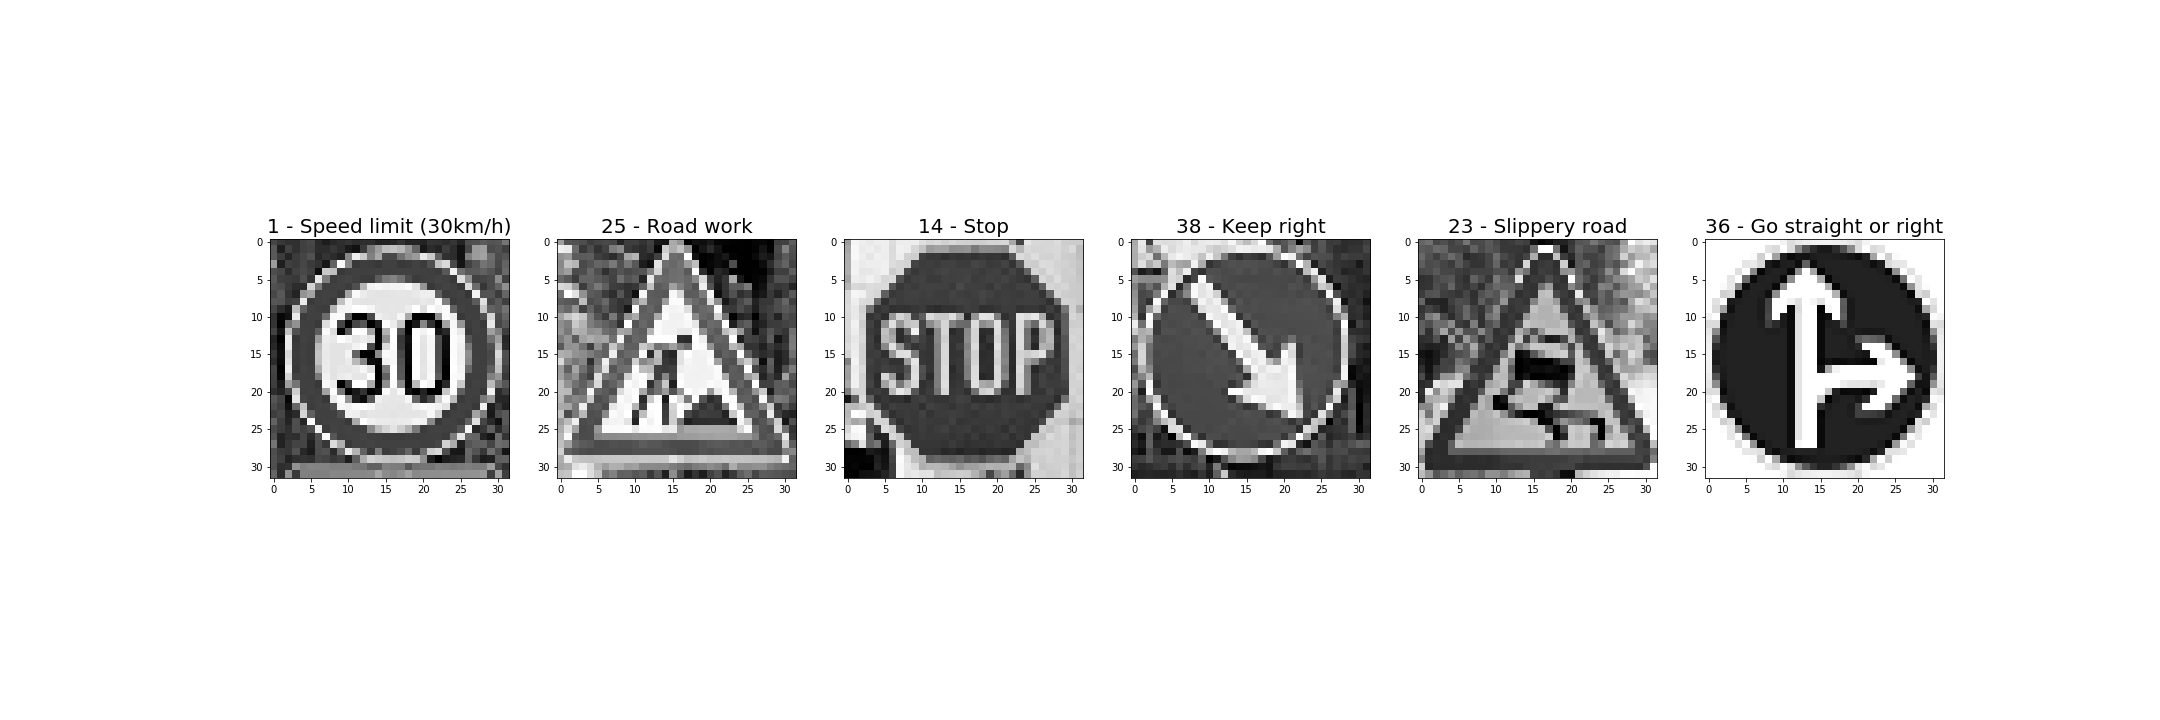 1 - Speed limit (30km/h) 25 - Road work 14 - Stop 38 - Keep right 23 - Slippery road 36 - Go straight or right
0 0 0 0 0 0
5 5 5 5 5 5
10 10 10 10 10 10
30 STOP
15 15 15 15 15 15
20 20 20 20 20 20
25 25 25 25 25 25
30 30 30 30 30 30
0 5 10 15 20 25 30 0 5 10 15 20 25 30 0 5 10 15 20 25 30 0 5 10 15 20 25 30 0 5 10 15 20 25 30 0 5 10 15 20 25 30